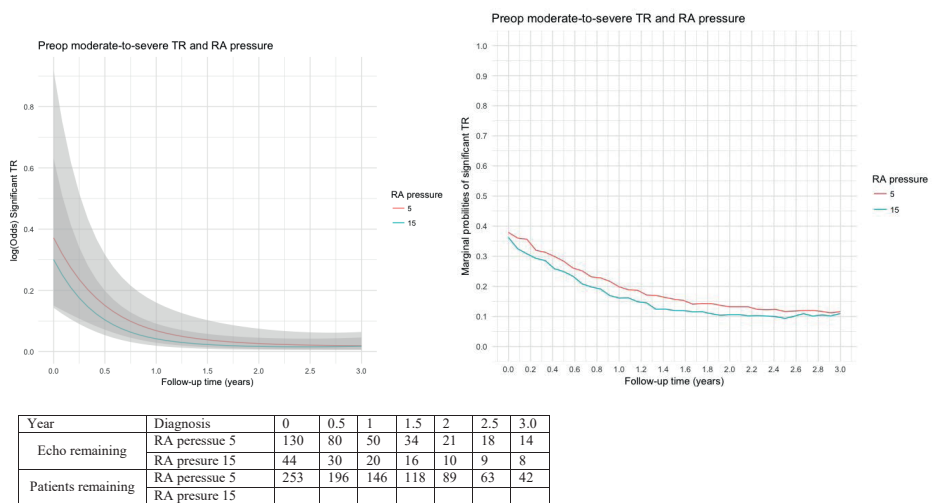 Preop moderate-to-severe TR and RA pressure
log(Odds) Significant TR
0.8
0.6
0.4
0.2
0.0
0.0 0.5 1.0 1.5 2.0 2.5 3.0
Follow-up time (years)
RA pressure
5
15
Preop moderate-to-severe TR and RA pressure
Marginal probilities of significant TR
1.0
0.9
0.8
0.7
0.6
0.5
0.4
0.3
0.2
0.1
0.0
0.0 0.2 0.4 0.6 0.8 1.0 1.2 1.4 1.6 1.8 2.0 2.2 2.4 2.6 2.8 3.0
Follow-up time (years)
RA pressure
5
15
Year Diagnosis 0 0.5 1 1.5 2 2.5 3.0
Echo remaining RA peressue 5 130 80 50 34 21 18 14
RA presure 15 44 30 20 16 10 9 8
Patients remaining RA peressue 5 253 196 146 118 89 63 42
RA presure 15